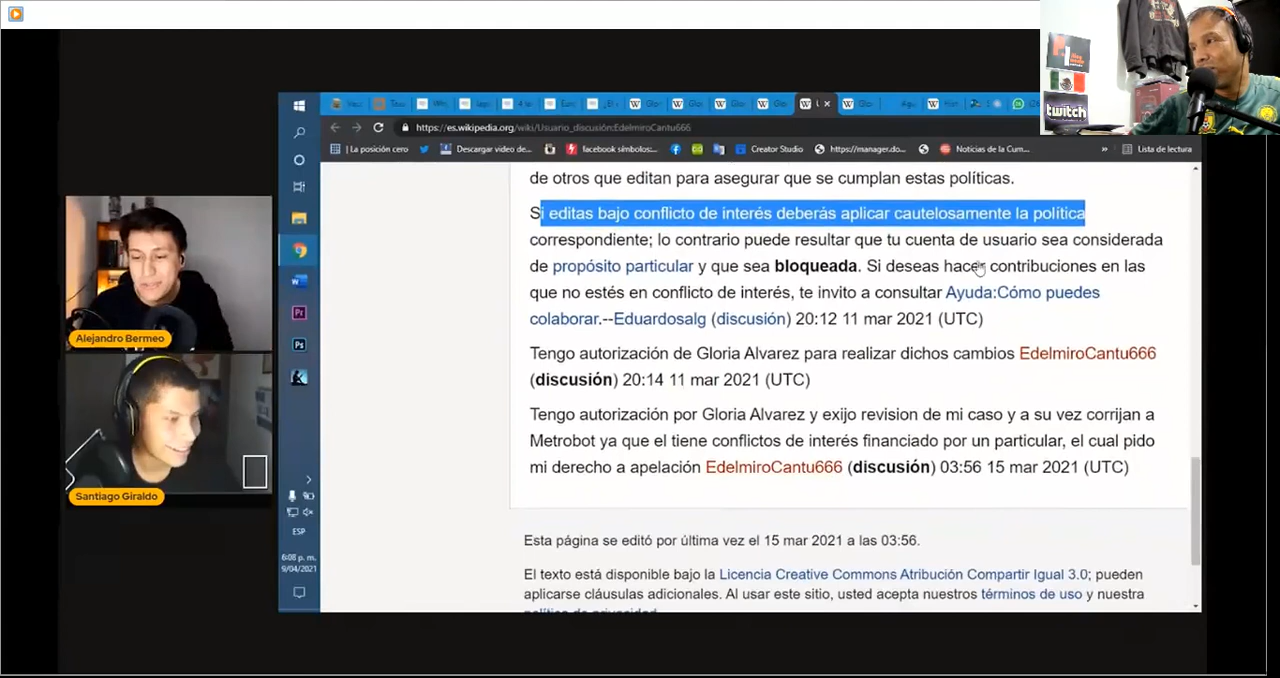 https://es.wikipedia.org/wiki/Usuario_discusión:EdelmiroCantu666
| La posición cero
Descargar video de...
facebook símbolos:...
Creator Studio
https://manager.do...
Noticias de la Cum...
»
Lista de lectura
twitch
de otros que editan para asegurar que se cumplan estas políticas.
Si editas bajo conflicto de interés deberás aplicar cautelosamente la política
correspondiente; lo contrario puede resultar que tu cuenta de usuario sea considerada
de propósito particular y que sea bloqueada. Si deseas hacer contribuciones en las
que no estés en conflicto de interés, te invito a consultar Ayuda:Cómo puedes
colaborar.--Eduardosalg (discusión) 20:12 11 mar 2021 (UTC)
Tengo autorización de Gloria Alvarez para realizar dichos cambios EdelmiroCantu666
(discusión) 20:14 11 mar 2021 (UTC)
Tengo autorización por Gloria Alvarez y exijo revision de mi caso y a su vez corrijan a
Metrobot ya que el tiene conflictos de interés financiado por un particular, el cual pido
mi derecho a apelación EdelmiroCantu666 (discusión) 03:56 15 mar 2021 (UTC)
Esta página se editó por última vez el 15 mar 2021 a las 03:56.
El texto está disponible bajo la Licencia Creative Commons Atribución Compartir Igual 3.0; pueden
aplicarse cláusulas adicionales. Al usar este sitio, usted acepta nuestros términos de uso y nuestra
política de privacidad.
Alejandro Bermeo
Santiago Giraldo
ESP
6:08 p. m.
9/04/2021